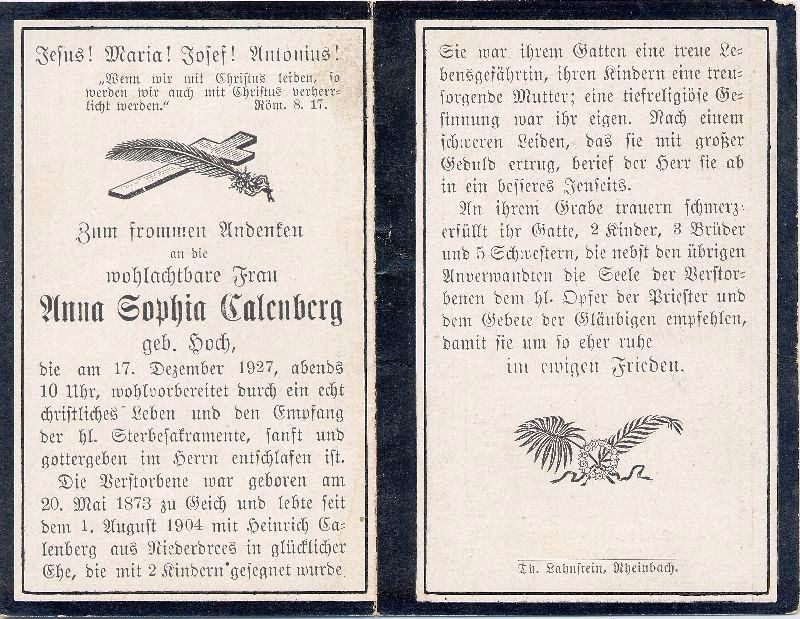 Jesus! Maria! Josef! Antonius!
„Wenn wir mit Christus leiden, so
werden wir auch mit Christus verherr-
licht werden.“ Röm. 8. 17.
Zum frommen Andenken
an die
wohlachtbare Frau
Anna Sophia Calenberg
geb. Hoch,
die am 17. Dezember 1927, abends
10 Uhr, wohlvorbereitet durch ein echt
christliches Leben und den Empfang
der hl. Sterbesakramente, sanft und
gottergeben im Herrn entschlafen ist.
Die Verstorbene war geboren am
20. Mai 1873 zu Geich und lebte seit
dem 1. August 1904 mit Heinrich Ca-
lenberg aus Niederdrees in glücklicher
Ehe, die mit 2 Kindern gesegnet wurde.
Sie war ihrem Gatten eine treue Le-
bensgefährtin, ihren Kindern eine treu-
sorgende Mutter; eine tiefreligiöse Ge-
sinnung war ihr eigen. Nach einem
schweren Leiden, das sie mit großer
Geduld ertrug, berief der Herr sie ab
in ein besseres Jenseits.
An ihrem Grabe trauern schmerz-
erfüllt ihr Gatte, 2 Kinder, 3 Brüder
und 5 Schwestern, die nebst den übrigen
Anverwandten die Seele der Verstor-
benen dem hl. Opfer der Priester und
dem Gebete der Gläubigen empfehlen,
damit sie um so eher ruhe
im ewigen Frieden.
Th. Lahnstein, Rheinbach.